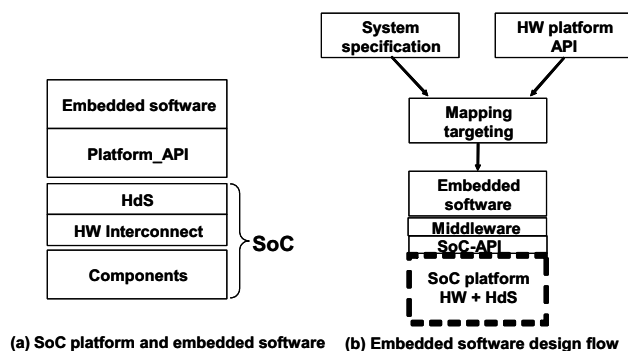 Embedded software
Platform_API
HdS
HW Interconnect
Components
SoC
(a) SoC platform and embedded software
System
specification
HW platform
API
Mapping
targeting
Embedded
software
Middleware
SoC-API
SoC platform
HW + HdS
(b) Embedded software design flow